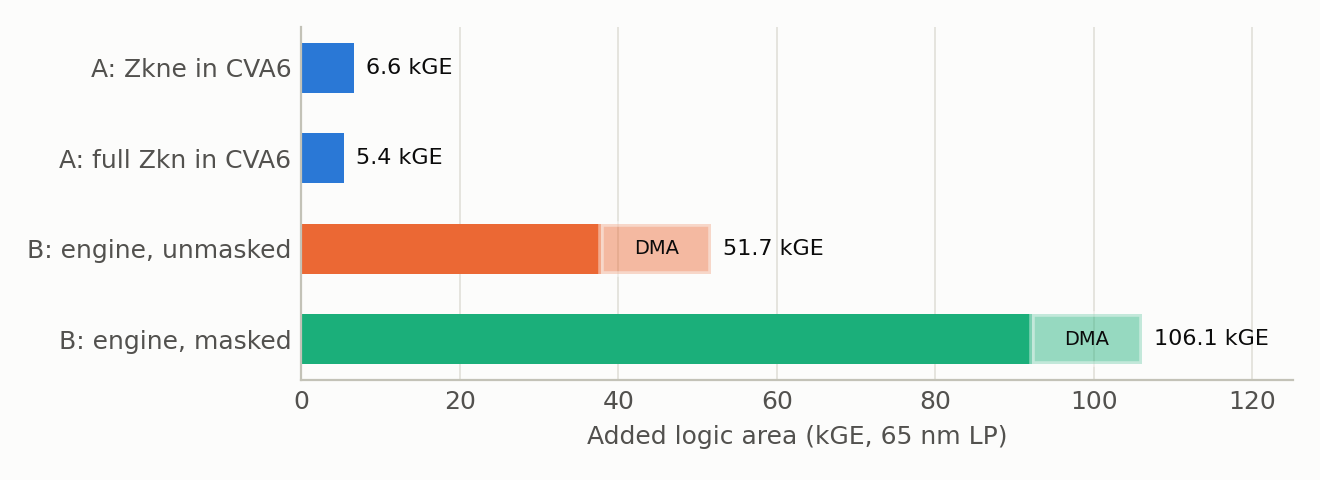 A: Zkne in CVA6 6.6 kGE
A: full Zkn in CVA6 5.4 kGE
B: engine, unmasked DMA 51.7 kGE
B: engine, masked DMA 106.1 kGE
0 20 40 60 80 100 120
Added logic area (kGE, 65 nm LP)